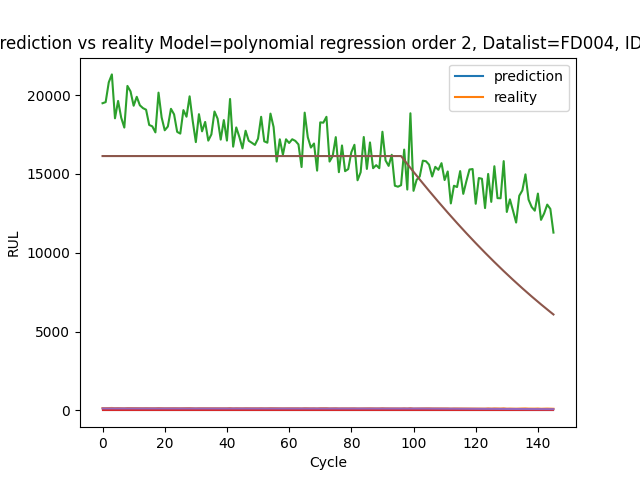 rediction vs reality Model=polynomial regression order 2, Datalist=FD004, ID
prediction
reality
20000
15000
10000
5000
0
RUL
0 20 40 60 80 100 120 140
Cycle